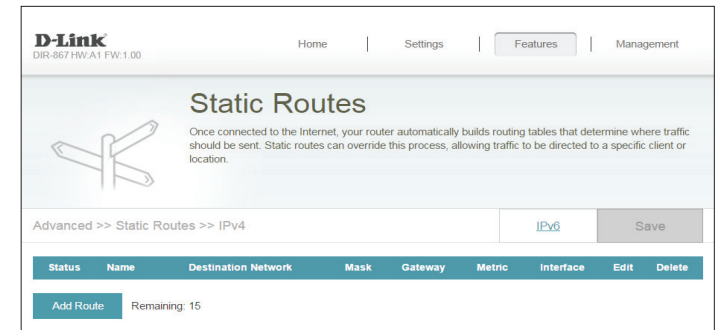 D-Link
DIR-867 HW:A1 FW:1.00
Home | Settings | Features | Management
Static Routes
Once connected to the Internet, your router automatically builds routing tables that determine where traffic
should be sent. Static routes can override this process, allowing traffic to be directed to a specific client or
location.
Advanced >> Static Routes >> IPv4
IPv6
Save
Status Name Destination Network Mask Gateway Metric Interface Edit Delete
Add Route Remaining: 15